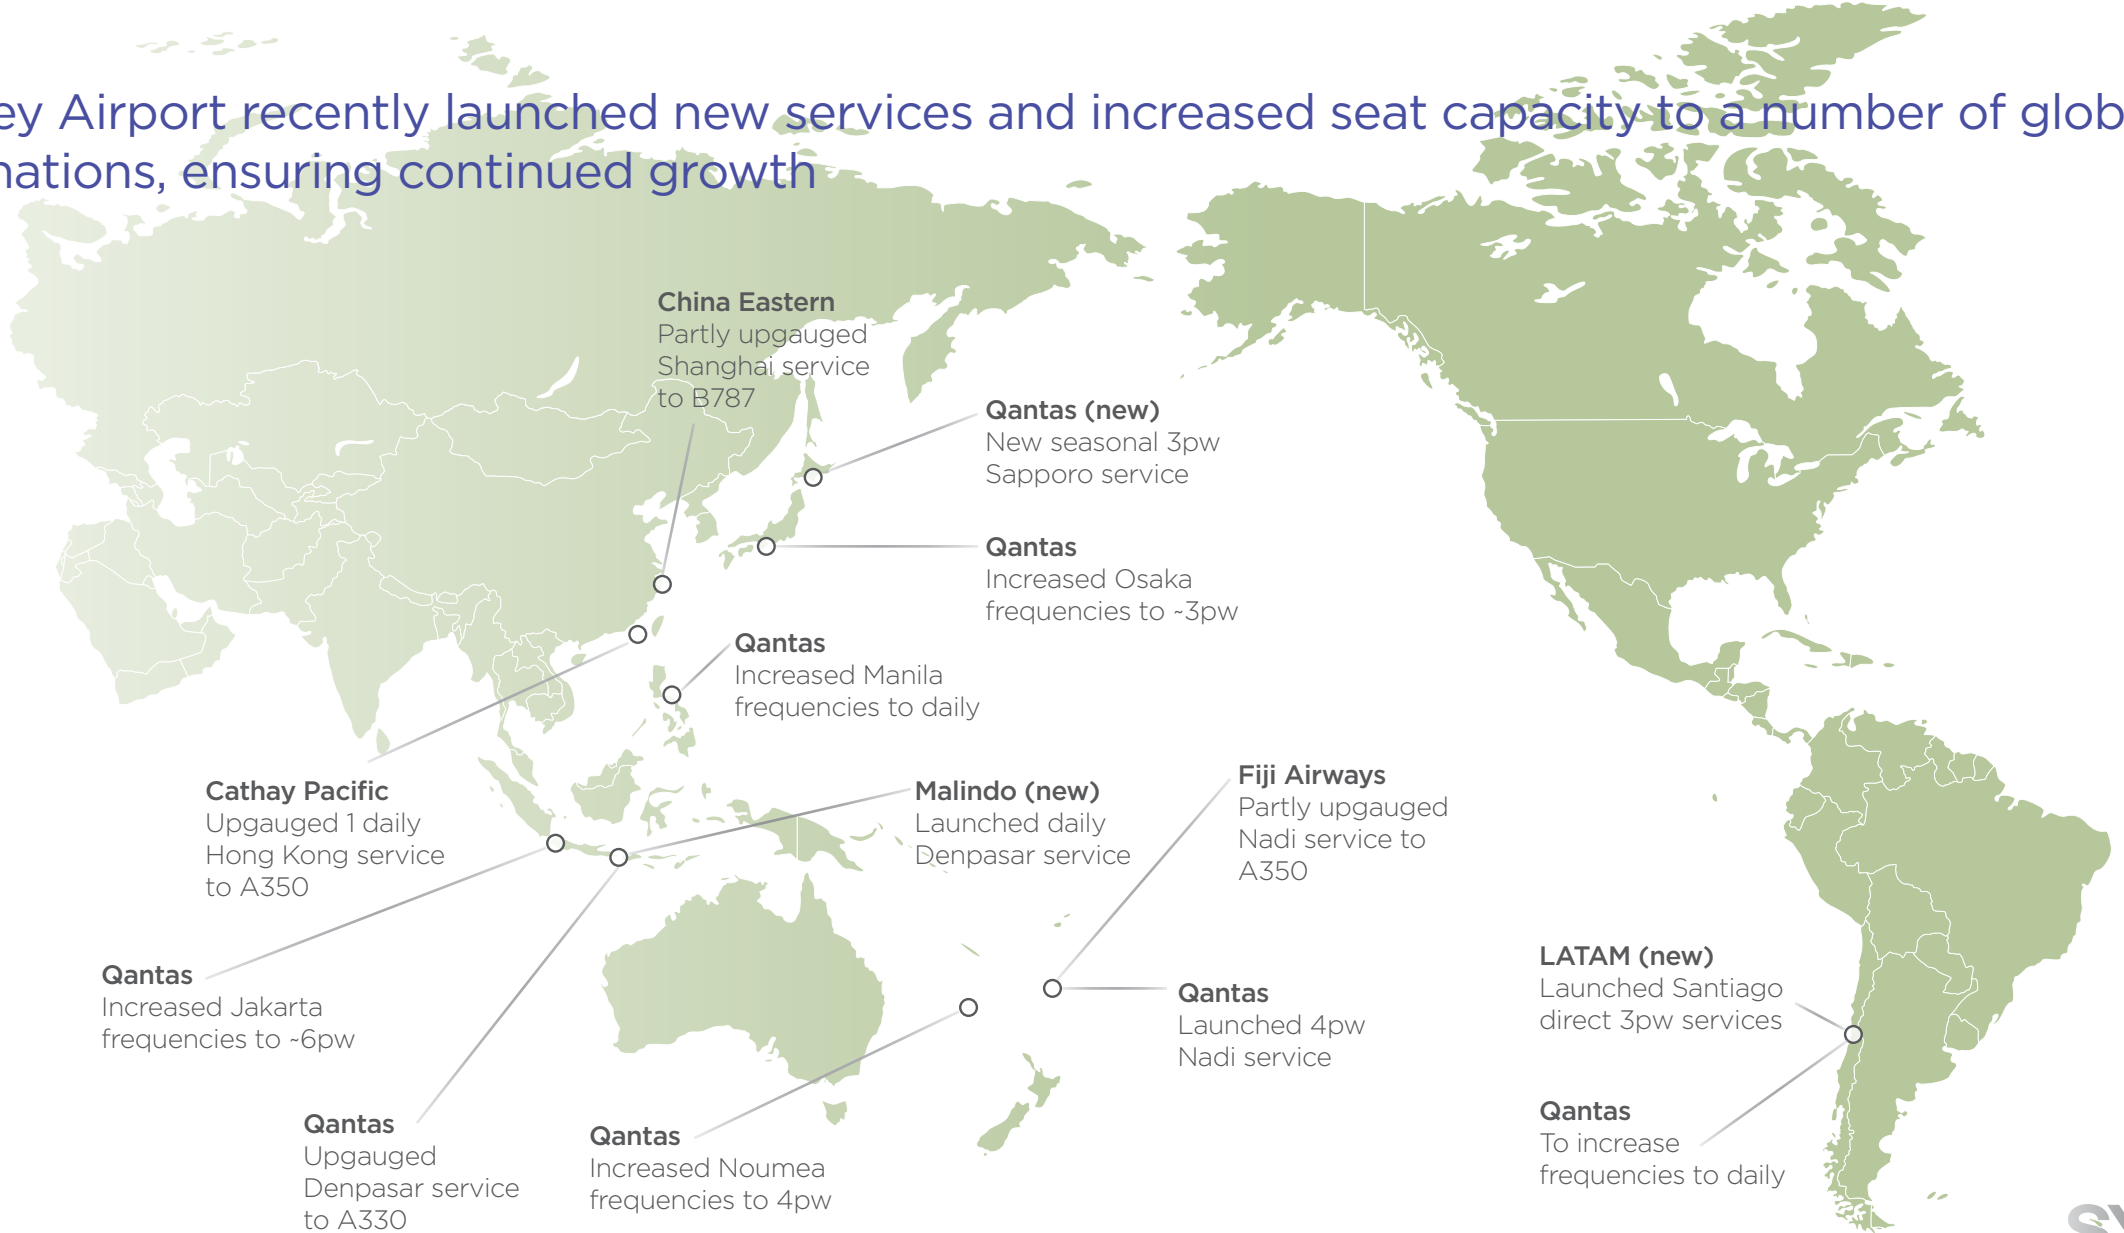 ey Airport recently launched new services and increased seat capacity to a number of glob
nations, ensuring continued growth
China Eastern
Partly upgauged
Shanghai service
to B787
Qantas (new)
New seasonal 3pw
Sapporo service
Qantas
Increased Osaka
frequencies to ~3pw
Qantas
Increased Manila
frequencies to daily
Cathay Pacific
Upgauged 1 daily
Hong Kong service
to A350
Malindo (new)
Launched daily
Denpasar service
Fiji Airways
Partly upgauged
Nadi service to
A350
Qantas
Increased Jakarta
frequencies to ~6pw
Qantas
Launched 4pw
Nadi service
LATAM (new)
Launched Santiago
direct 3pw services
Qantas
Upgauged
Denpasar service
to A330
Qantas
Increased Noumea
frequencies to 4pw
Qantas
To increase
frequencies to daily